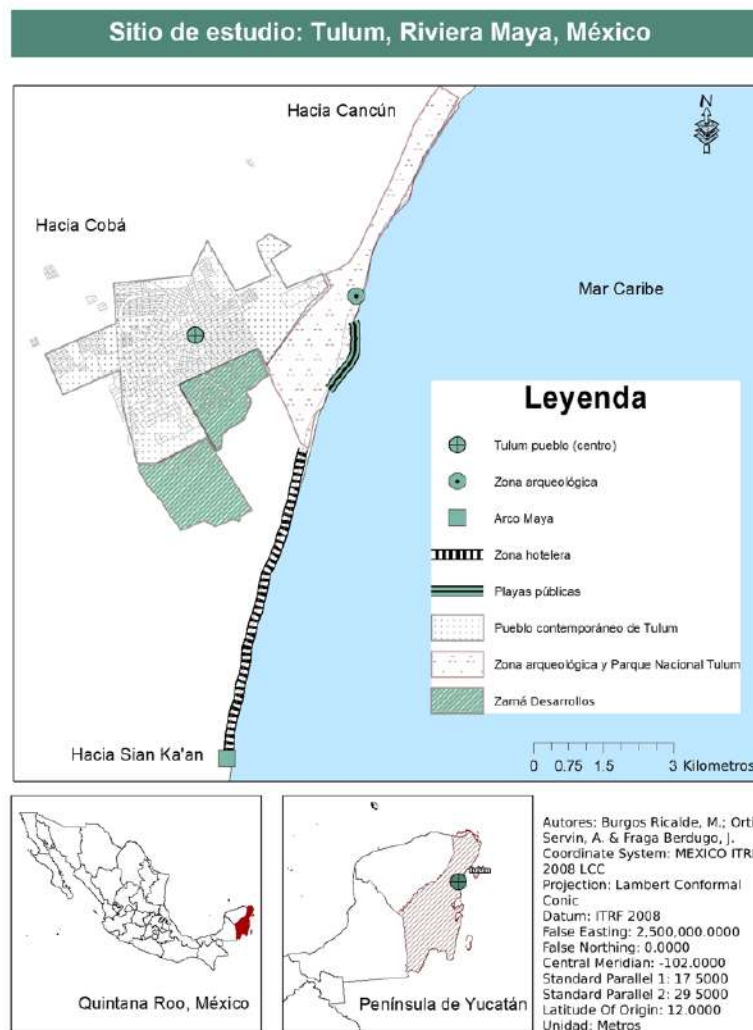 Sitio de estudio: Tulum, Riviera Maya, México
Hacia Cancún
N
Hacia Cobá
Mar Caribe
Leyenda
Tulum pueblo (centro)
Zona arqueológica
Arco Maya
Zona hotelera
Playas públicas
Pueblo contemporáneo de Tulum
Zona arqueológica y Parque Nacional Tulum
Zamá Desarrollos
Hacia Sian Ka'an
0 0.75 1.5 3 Kilometros
Quintana Roo, México
Tulum
Península de Yucatán
Autores: Burgos Ricalde, M.; Orti
Servin, A. & Fraga Berdugo, J.
Coordinate System: MEXICO ITRF
2008 LCC
Projection: Lambert Conformal
Conic
Datum: ITRF 2008
False Easting: 2,500,000.0000
False Northing: 0.0000
Central Meridian: -102.0000
Standard Parallel 1: 17 5000
Standard Parallel 2: 29 5000
Latitude Of Origin: 12.0000
Unidad: Metros